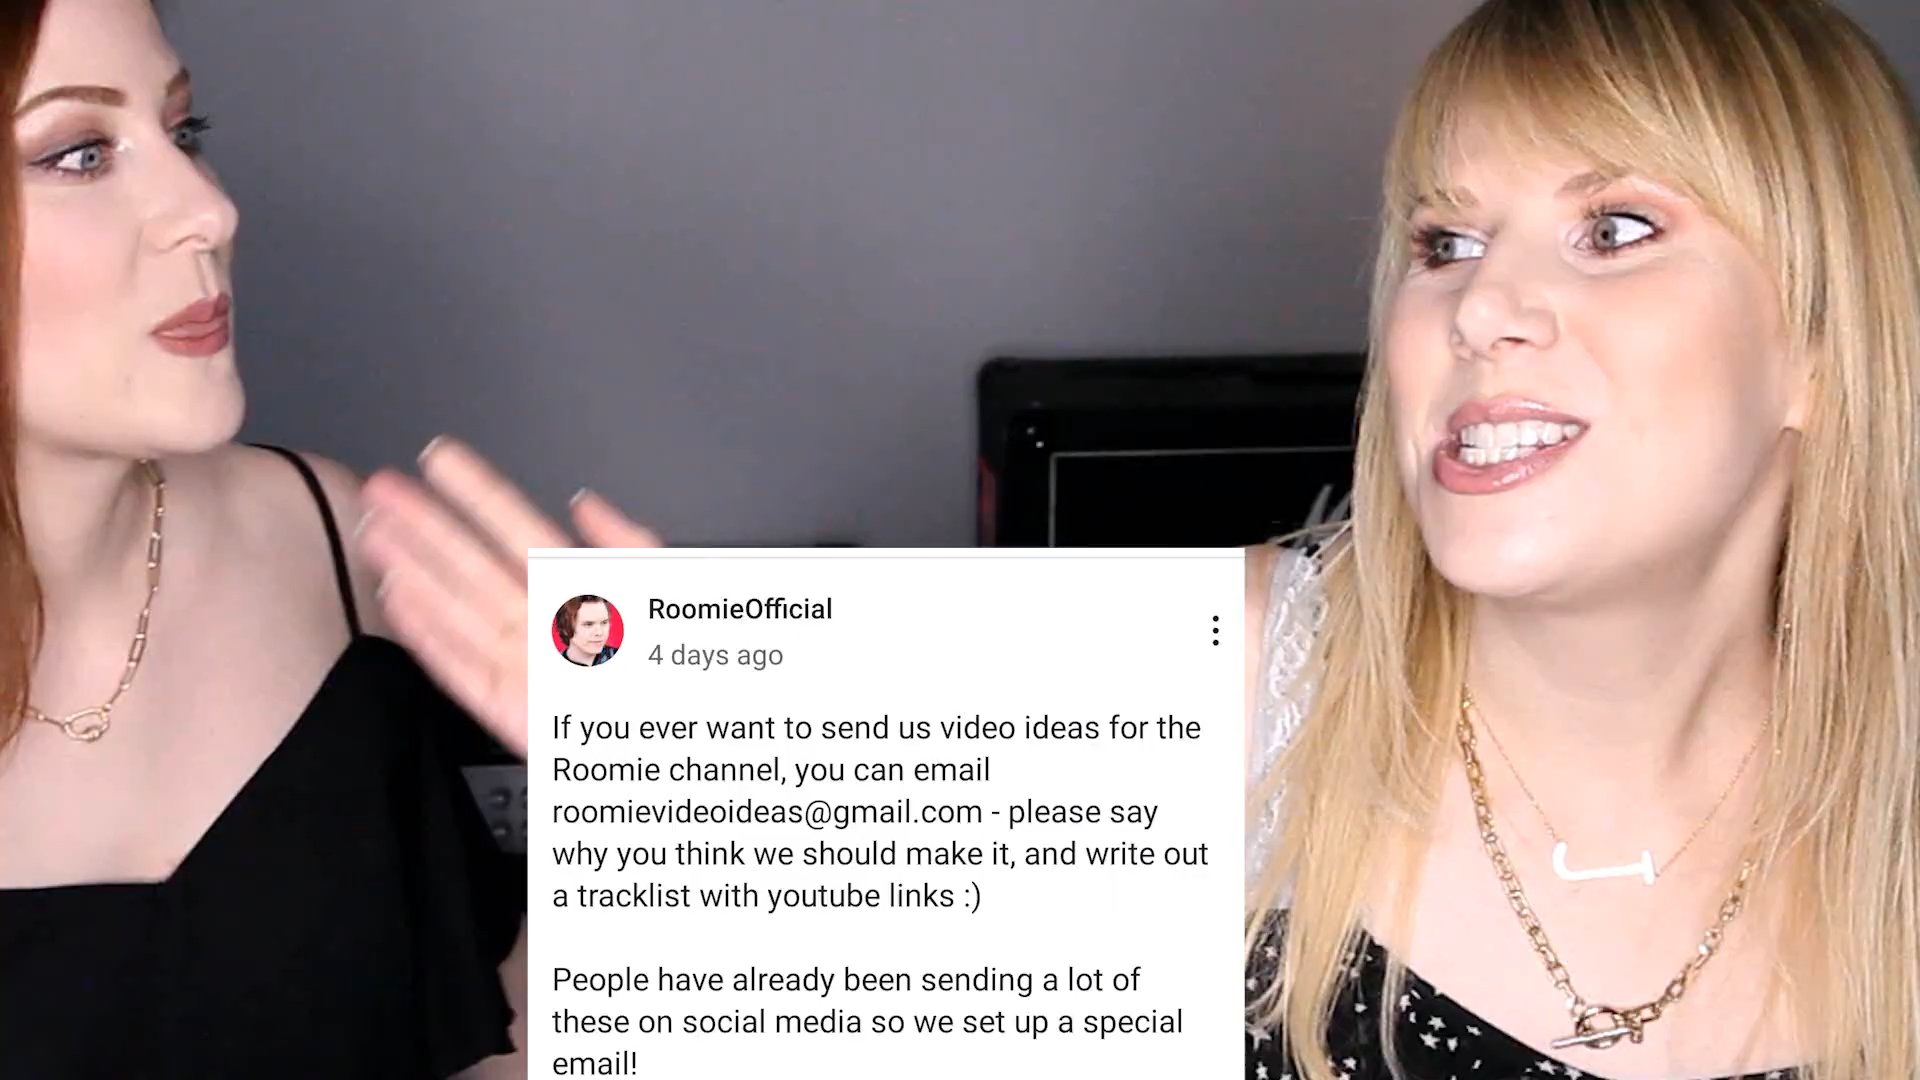 RoomieOfficial
4 days ago
If you ever want to send us video ideas for the
Roomie channel, you can email
roomievideoideas@gmail.com - please say
why you think we should make it, and write out
a tracklist with youtube links :)
People have already been sending a lot of
these on social media so we set up a special
email!